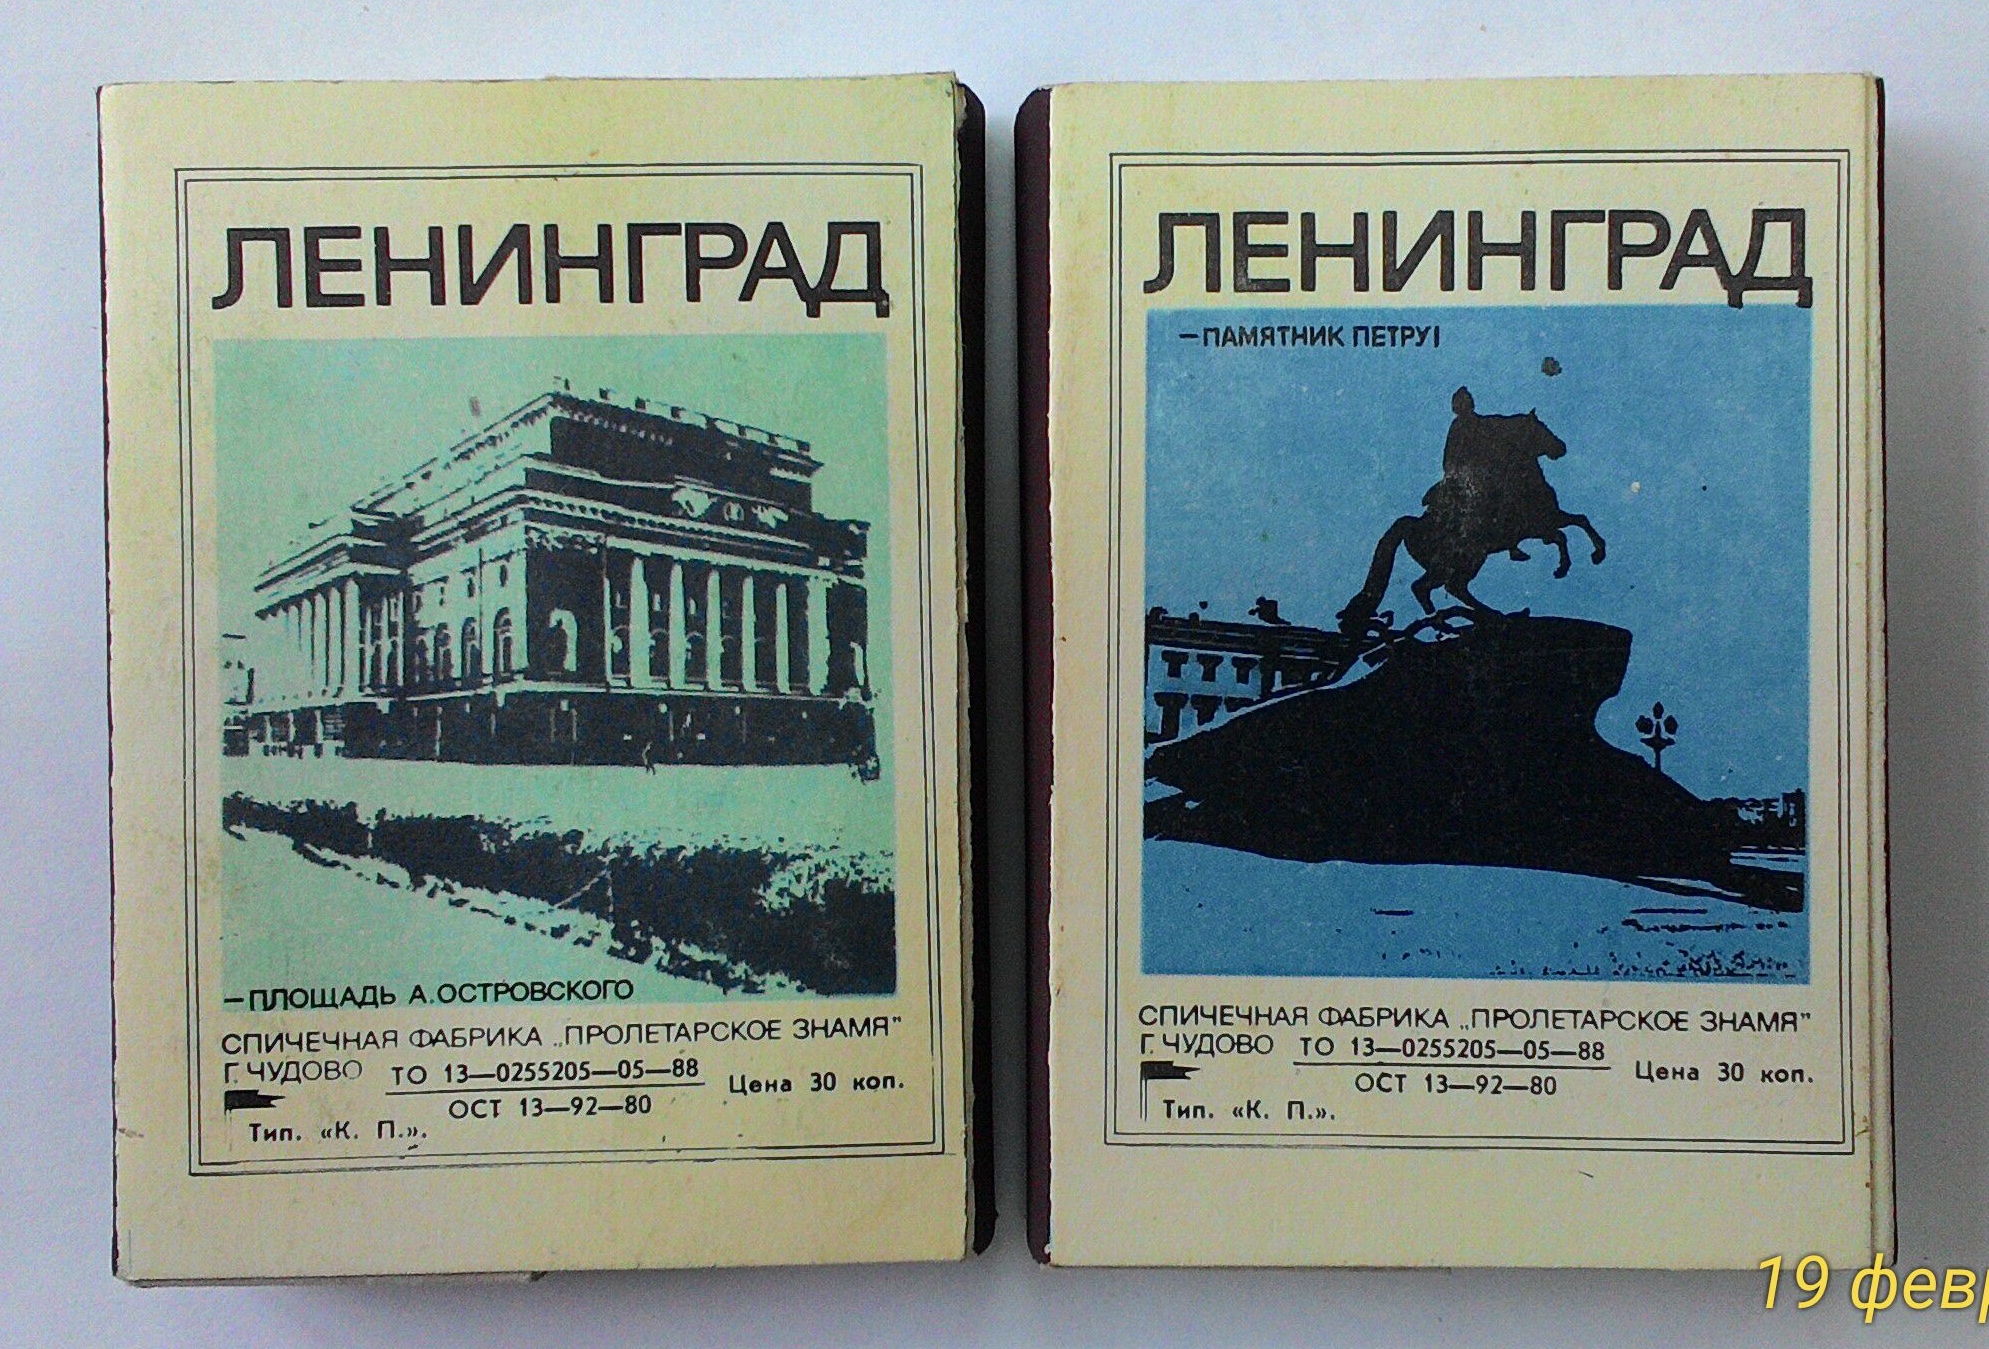 ЛЕНИНГРАД
–ПЛОЩАДЬ А.ОСТРОВСКОГО
СПИЧЕЧНАЯ ФАБРИКА „ПРОЛЕТАРСКОЕ ЗНАМЯ”
Г. ЧУДОВО ТО 13—0255205—05—88
ОСТ 13—92—80
Цена 30 коп.
Тип. «К. П.».
ЛЕНИНГРАД
–ПАМЯТНИК ПЕТРУ I
СПИЧЕЧНАЯ ФАБРИКА „ПРОЛЕТАРСКОЕ ЗНАМЯ”
Г. ЧУДОВО ТО 13—0255205—05—88
ОСТ 13—92—80
Цена 30 коп.
Тип. «К. П.».
19 февр